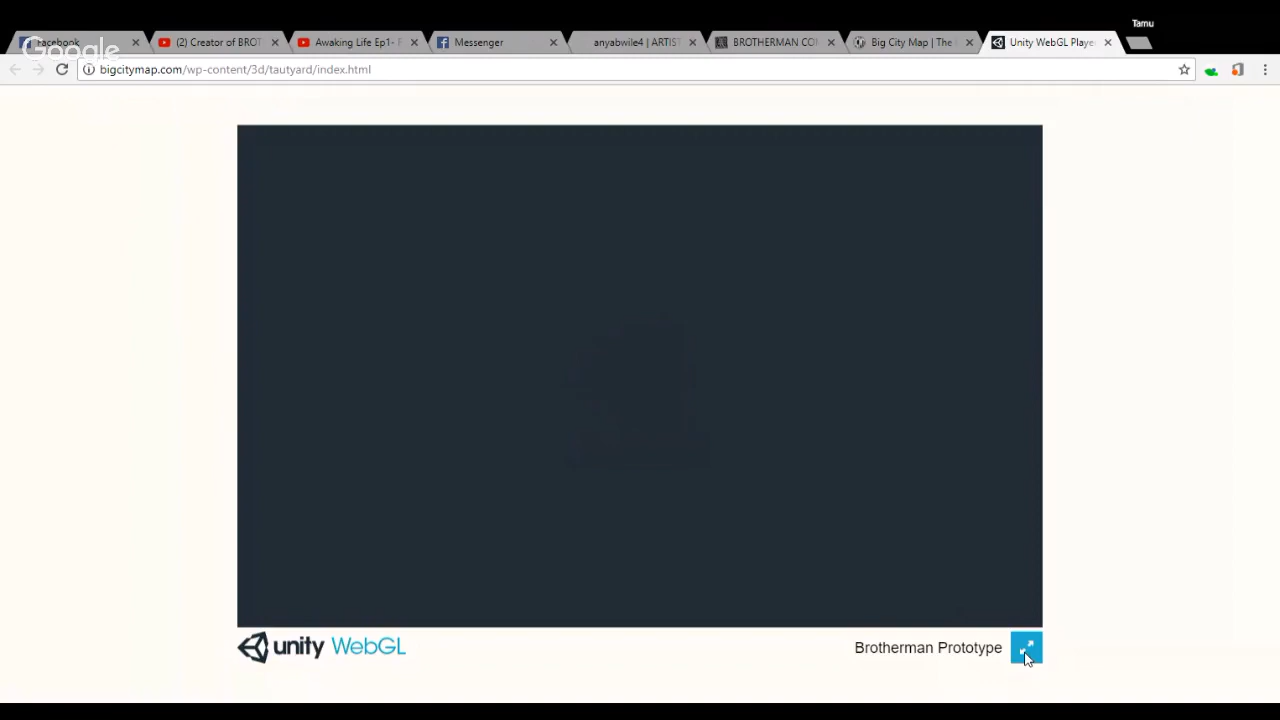 Tamu
Facebook
Google
(2) Creator of BROT
Awaking Life Ep1- F
Messenger
anyabwile4 | ARTIST
BROTHERMAN CO
Big City Map | The
Unity WebGL Playe
bigcitymap.com/wp-content/3d/tautyard/index.html
unity WebGL
Brotherman Prototype